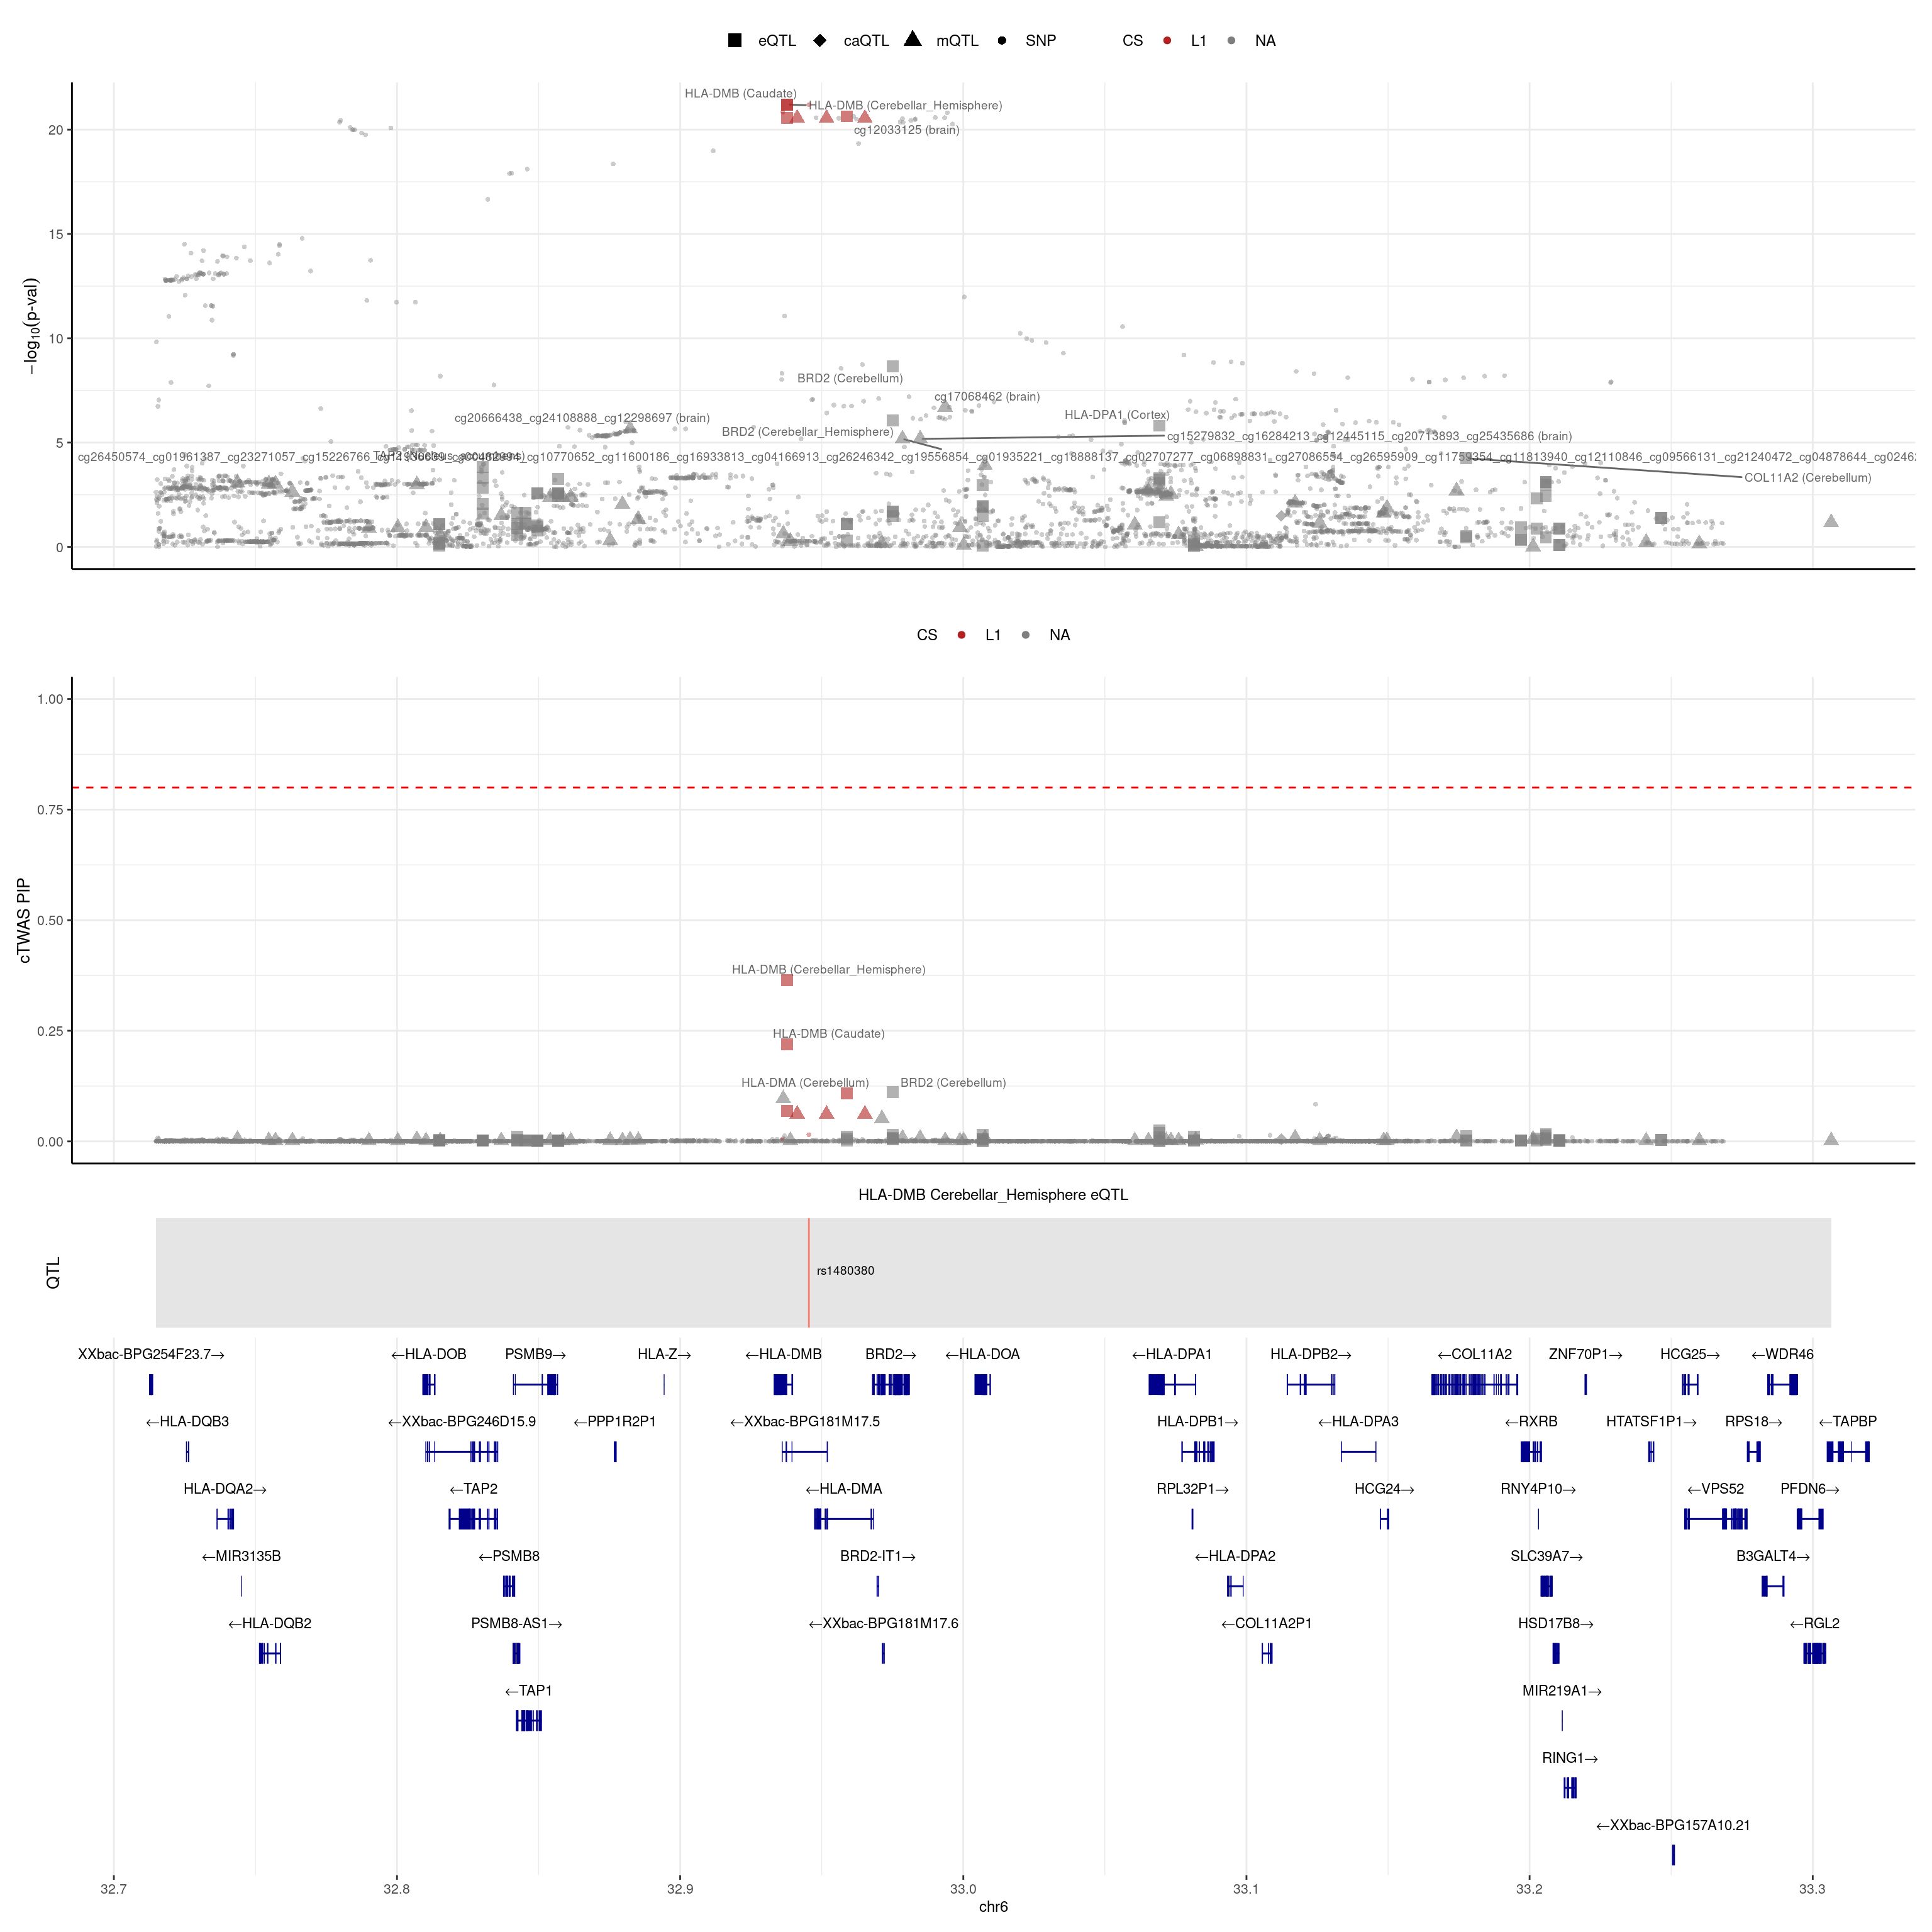 eQTL caQTL mQTL SNP CS L1 NA
HLA-DMB (Caudate)
HLA-DMB (Cerebellar_Hemisphere)
cg12033125 (brain)
BRD2 (Cerebellum)
cg17068462 (brain)
cg20666438_cg24108888_cg12298697 (brain)
HLA-DPA1 (Cortex)
BRD2 (Cerebellar_Hemisphere)
cg15279832_cg16284213_cg12445115_cg20713893_cg25435686 (brain)
COL11A2 (Cerebellum)
20
15
10
5
0
−log10(p-val)
CS L1 NA
1.00
0.75
0.50
0.25
0.00
cTWAS PIP
HLA-DMB (Cerebellar_Hemisphere)
HLA-DMB (Caudate)
HLA-DMA (Cerebellum)
BRD2 (Cerebellum)
HLA-DMB Cerebellar_Hemisphere eQTL
QTL
rs1480380
XXbac-BPG254F23.7→ ←HLA-DOB PSMB9→ HLA-Z→ ←HLA-DMB BRD2→ ←HLA-DOA ←HLA-DPA1 HLA-DPB2→ ←COL11A2 ZNF70P1→ HCG25→ ←WDR46
←HLA-DQB3 ←XXbac-BPG246D15.9 ←PPP1R2P1 ←XXbac-BPG181M17.5 HLA-DPB1→ ←HLA-DPA3 ←RXRB HTATSF1P1→ RPS18→ ←TAPBP
HLA-DQA2→ ←TAP2 ←HLA-DMA RPL32P1→ HCG24→ RNY4P10→ ←VPS52 PFDN6→
←MIR3135B ←PSMB8 BRD2-IT1→ ←HLA-DPA2 SLC39A7→ B3GALT4→
←HLA-DQB2 PSMB8-AS1→ ←XXbac-BPG181M17.6 ←COL11A2P1 HSD17B8→ ←RGL2
←TAP1 MIR219A1→
RING1→
←XXbac-BPG157A10.21
32.7 32.8 32.9 33.0 33.1 33.2 33.3
chr6